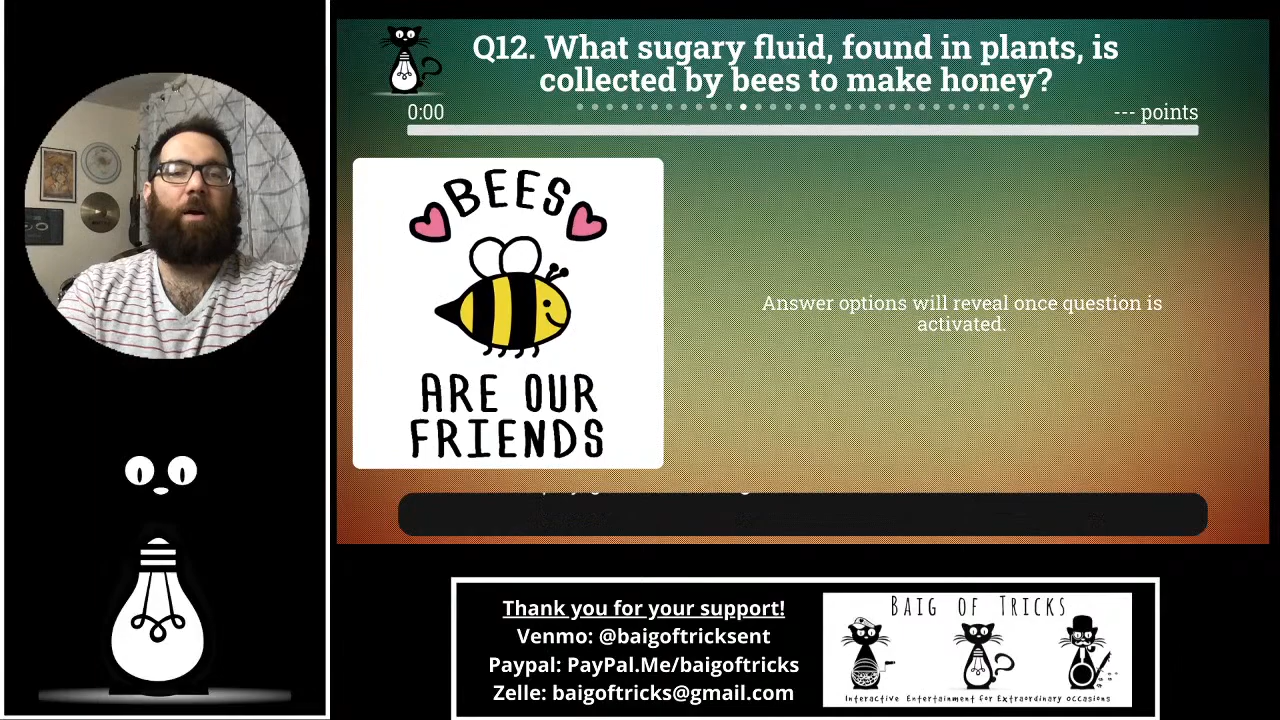 Q12. What sugary fluid, found in plants, is
collected by bees to make honey?
0:00
--- points
BEES
ARE OUR
FRIENDS
Answer options will reveal once question is
activated.
Thank you for your support!
Venmo: @baigoftricksent
Paypal: PayPal.Me/baigoftricks
Zelle: baigoftricks@gmail.com
BAIG OF TRICKS
Interactive Entertainment for Extraordinary occasions